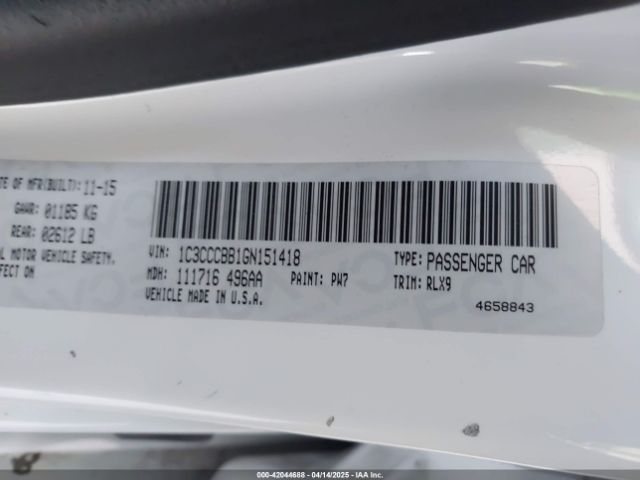 TE OF MFR(BUILT): 11-15
GAWR: 01185 KG
REAR: 02612 LB
L MOTOR VEHICLE SAFETY,
FFECT ON
VIN: 1C3CCCBB1GN151418
TYPE: PASSENGER CAR
MDH: 111716 496AA
PAINT: PW7
TRIM: RLX9
VEHICLE MADE IN U.S.A.
4658843
000-42044688 - 04/14/2025 - IAA Inc.